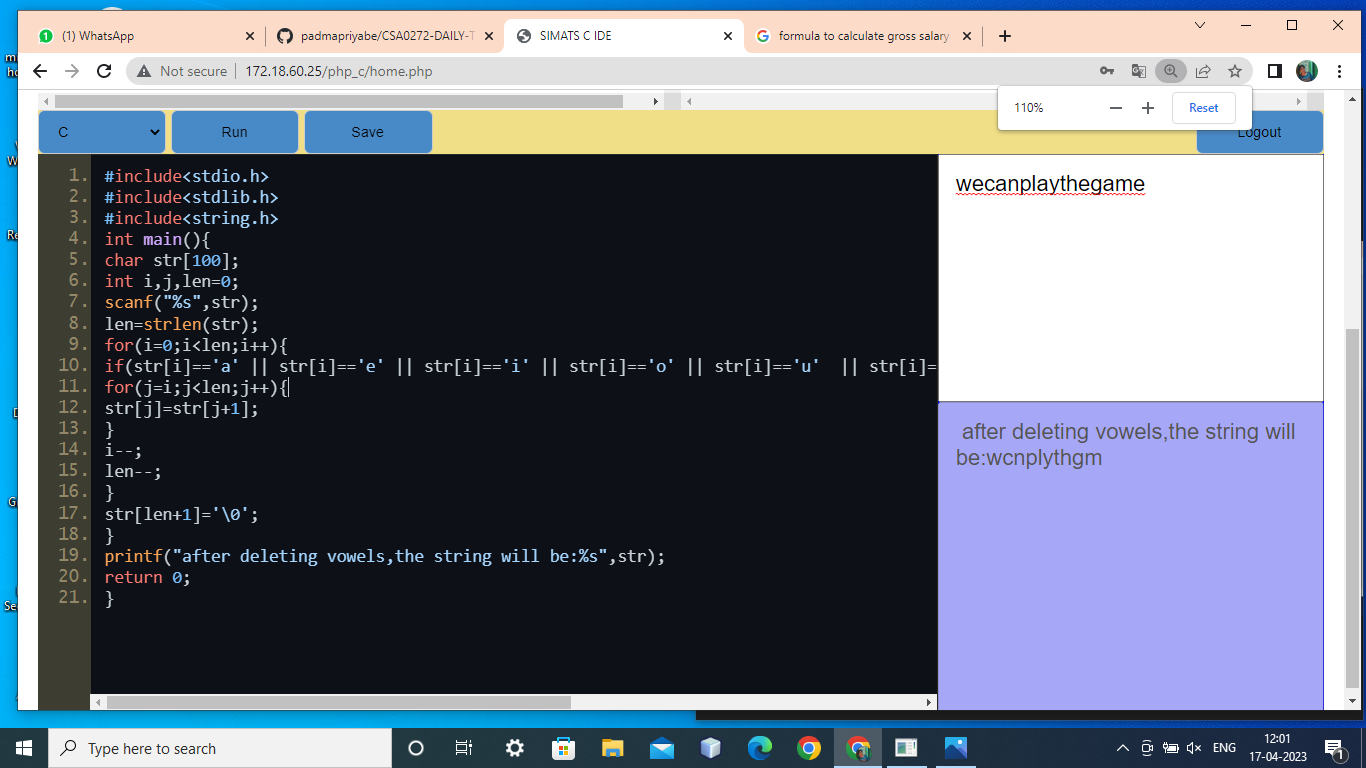 (1) WhatsApp
padmapriyabe/CSA0272-DAILY-T
SIMATS C IDE
formula to calculate gross salary
Not secure
172.18.60.25/php_c/home.php
110%
Reset
C
Run
Save
Logout
1. #include<stdio.h>
2. #include<stdlib.h>
3. #include<string.h>
4. int main(){
5. char str[100];
6. int i,j,len=0;
7. scanf("%s",str);
8. len=strlen(str);
9. for(i=0;i<len;i++){
10. if(str[i]=='a' || str[i]=='e' || str[i]=='i' || str[i]=='o' || str[i]=='u'  || str[i]=
11. for(j=i;j<len;j++){
12. str[j]=str[j+1];
13. }
14. i--;
15. len--;
16. }
17. str[len+1]='\0';
18. }
19. printf("after deleting vowels,the string will be:%s",str);
20. return 0;
21. }
wecanplaythegame
after deleting vowels,the string will
be:wcnplythgm
Type here to search
ENG
12:01
17-04-2023
1